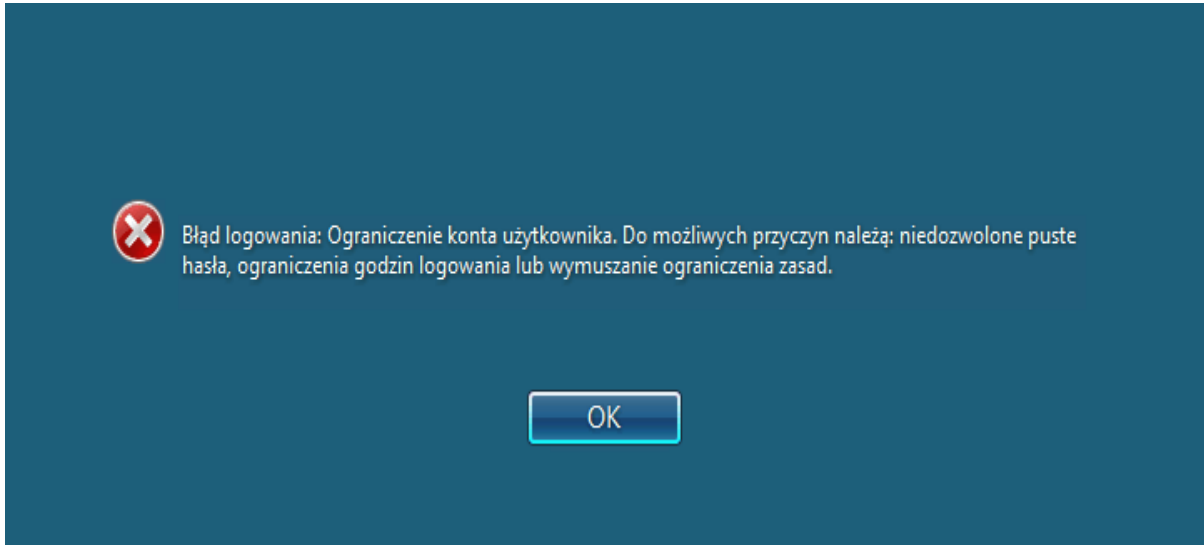 Błąd logowania: Ograniczenie konta użytkownika. Do możliwych przyczyn należą: niedozwolone puste
hasła, ograniczenia godzin logowania lub wymuszanie ograniczenia zasad.
OK